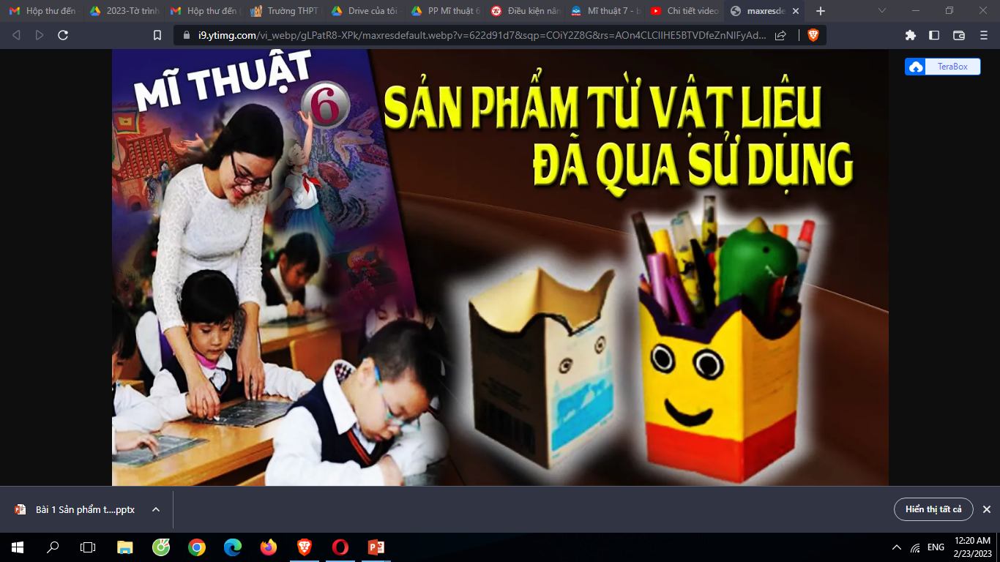 Hộp thư đến
2023-Tờ trình
Hộp thư đến (
Trường THPT
Drive của tôi -
PP Mĩ thuật 6
Điều kiện nân
Mĩ thuật 7 - b
Chi tiết video
maxresde
i9.ytimg.com/vi_webp/gLPatR8-XPk/maxresdefault.webp?v=622d91d7&sqp=COiY2Z8G&rs=AOn4CLCllHE5BTVDfeZnNIFyAd...
TeraBox
MĨ THUẬT
6
SẢN PHẨM TỪ VẬT LIỆU
ĐÃ QUA SỬ DỤNG
Bài 1 Sản phẩm t....pptx
Hiển thị tất cả
ENG
12:20 AM
2/23/2023